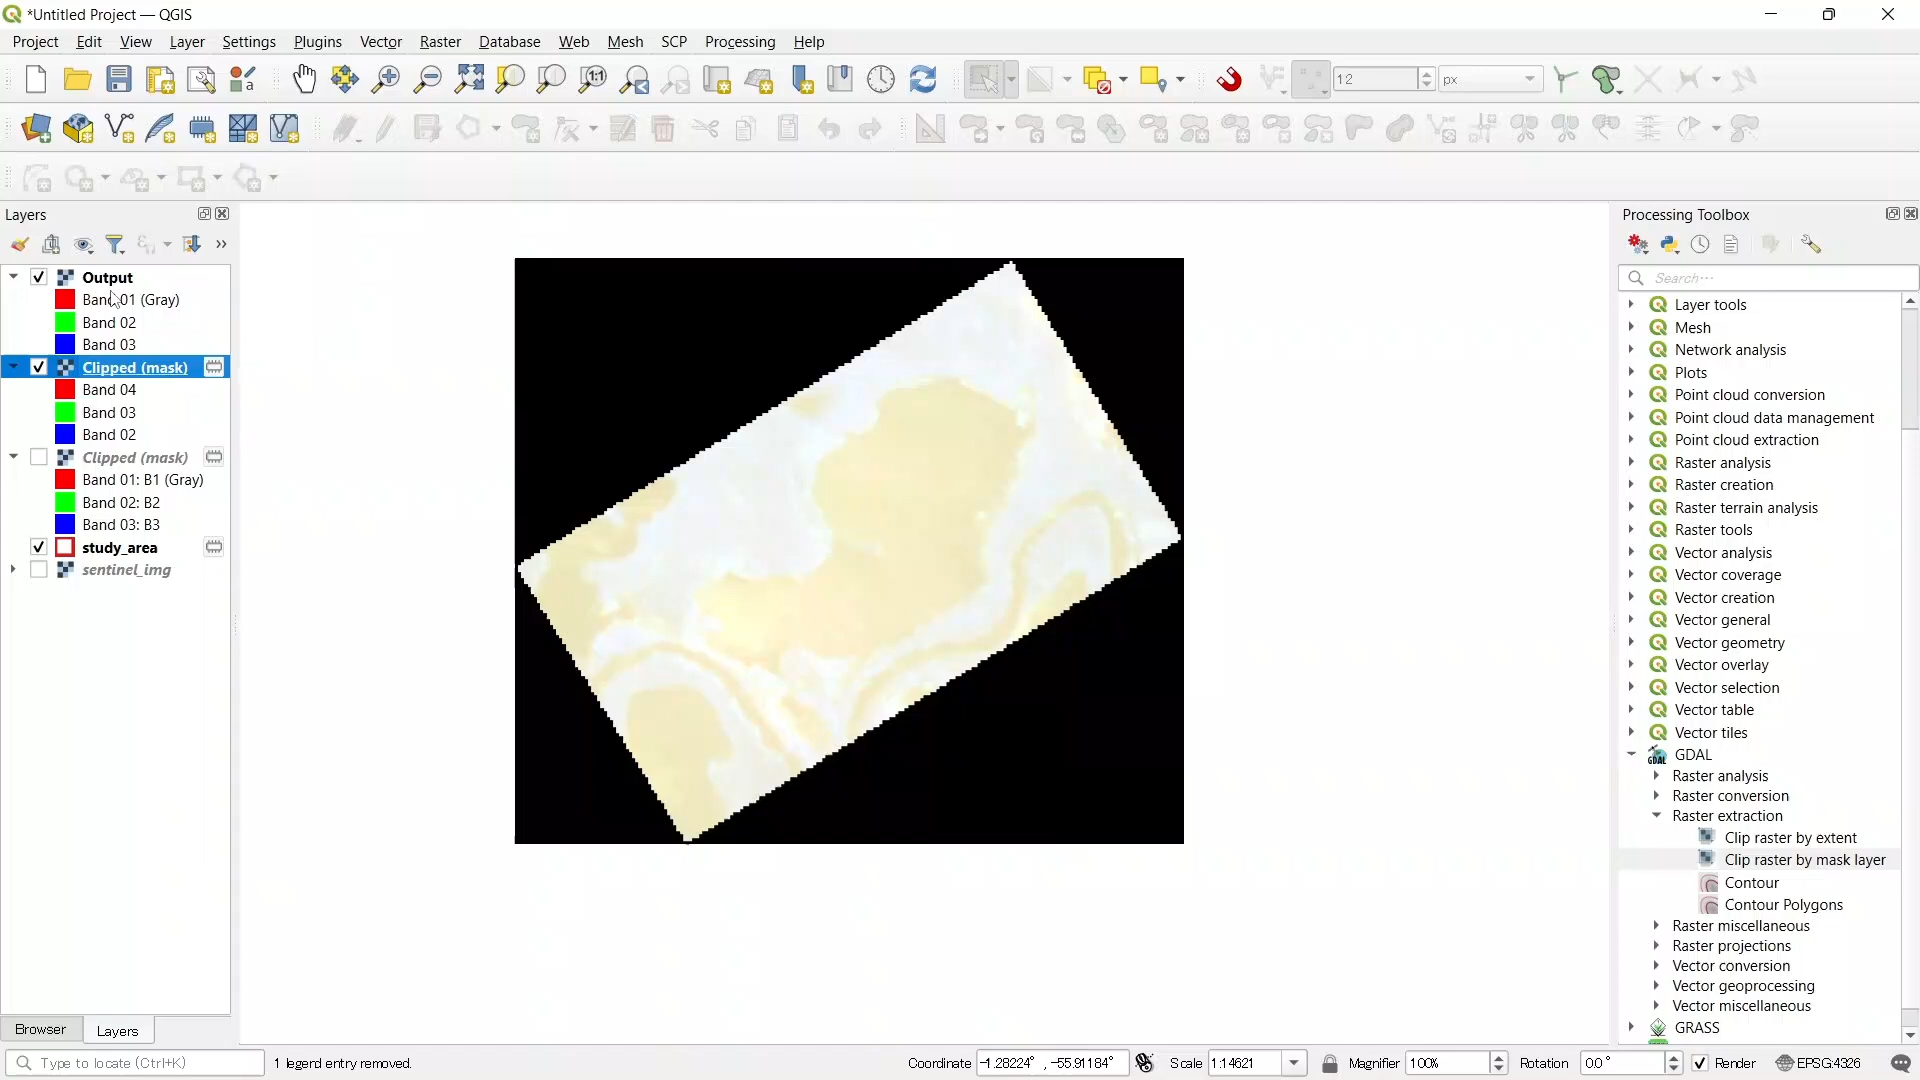 *Untitled Project — QGIS
Project Edit View Layer Settings Plugins Vector Raster Database Web Mesh SCP Processing Help
12 px
Layers
Output
Band 01 (Gray)
Band 02
Band 03
Clipped (mask)
Band 04
Band 03
Band 02
Clipped (mask)
Band 01: B1 (Gray)
Band 02: B2
Band 03: B3
study_area
sentinel_img
Browser Layers
Processing Toolbox
Search...
Layer tools
Mesh
Network analysis
Plots
Point cloud conversion
Point cloud data management
Point cloud extraction
Raster analysis
Raster creation
Raster terrain analysis
Raster tools
Vector analysis
Vector coverage
Vector creation
Vector general
Vector geometry
Vector overlay
Vector selection
Vector table
Vector tiles
GDAL
Raster analysis
Raster conversion
Raster extraction
Clip raster by extent
Clip raster by mask layer
Contour
Contour Polygons
Raster miscellaneous
Raster projections
Vector conversion
Vector geoprocessing
Vector miscellaneous
GRASS
Type to locate (Ctrl+K) 1 legend entry removed. Coordinate -1.28224° , -55.91184° Scale 1:14621 Magnifier 100% Rotation 0.0 ° Render EPSG:4326